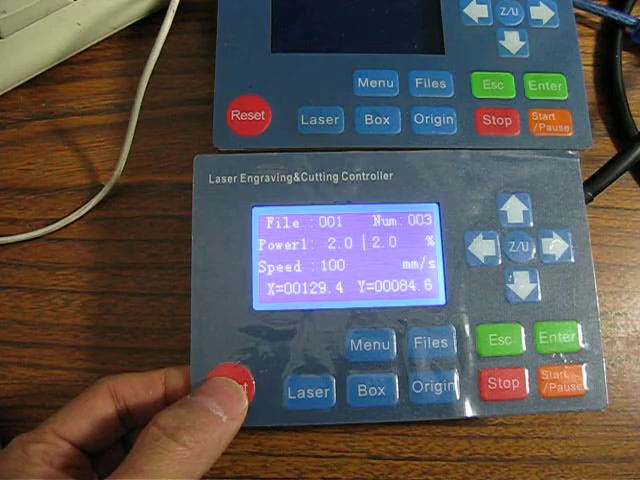 Z/U
Menu Files Esc Enter
Reset Laser Box Origin Stop Start
/Pause
Laser Engraving&Cutting Controller
File :001 Num:003
Power1: 2.0 | 2.0 %
Speed :100 mm/s
X=00129.4 Y=00084.6
Z/U
Menu Files Esc Enter
Laser Box Origin Stop Start
/Pause